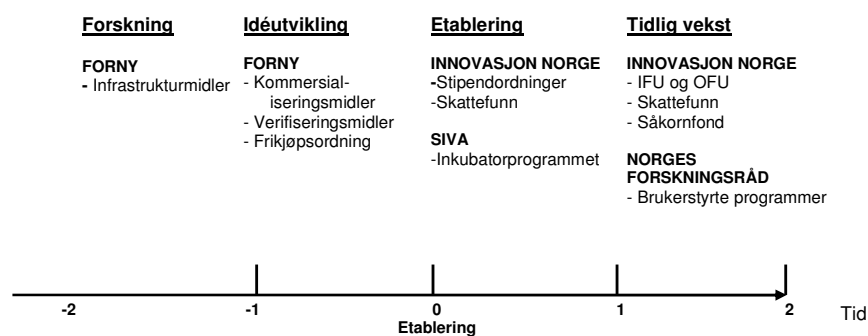 Forskning
FORNY
- Infrastrukturmidler
Idéutvikling
FORNY
- Kommersial-
iseringsmidler
- Verifiseringsmidler
- Frikjøpsordning
Etablering
INNOVASJON NORGE
-Stipendordninger
-Skattefunn
SIVA
-Inkubatorprogrammet
Tidlig vekst
INNOVASJON NORGE
- IFU og OFU
- Skattefunn
- Såkornfond
NORGES
FORSKNINGSRÅD
- Brukerstyrte programmer
-2 -1 0 1 2 Tid
Etablering